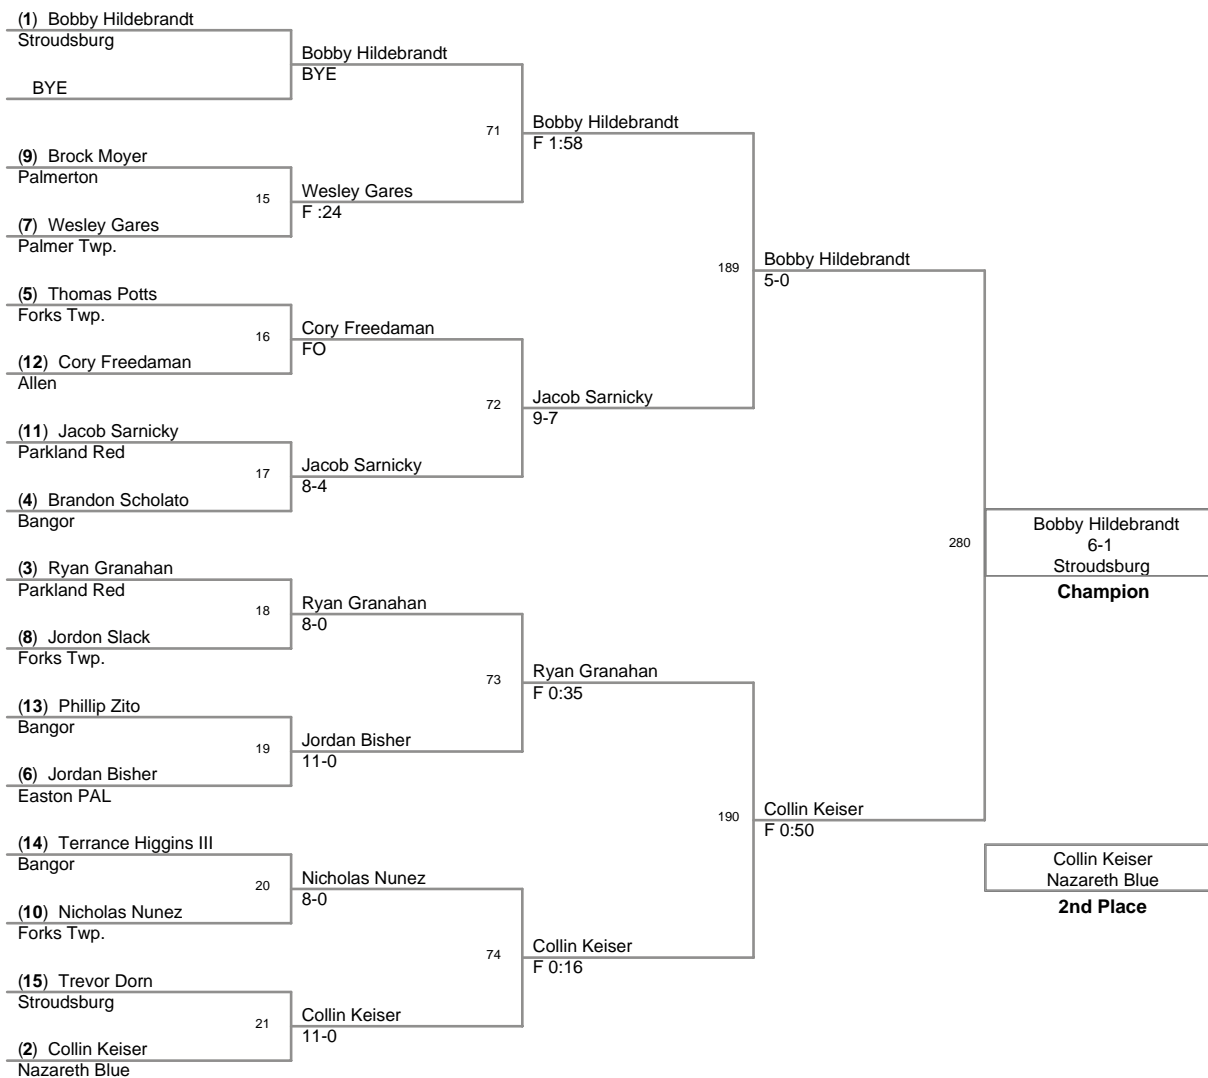 (1) Bobby Hildebrandt
Stroudsburg
BYE
(9) Brock Moyer
Palmerton
(7) Wesley Gares
Palmer Twp.
(5) Thomas Potts
Forks Twp.
(12) Cory Freedaman
Allen
(11) Jacob Sarnicky
Parkland Red
(4) Brandon Scholato
Bangor
(3) Ryan Granahan
Parkland Red
(8) Jordon Slack
Forks Twp.
(13) Phillip Zito
Bangor
(6) Jordan Bisher
Easton PAL
(14) Terrance Higgins III
Bangor
(10) Nicholas Nunez
Forks Twp.
(15) Trevor Dorn
Stroudsburg
(2) Collin Keiser
Nazareth Blue
15
16
17
18
19
20
21
Bobby Hildebrandt
BYE
Wesley Gares
F :24
Cory Freedaman
FO
Jacob Sarnicky
8-4
Ryan Granahan
8-0
Jordan Bisher
11-0
Nicholas Nunez
8-0
Collin Keiser
11-0
71
72
73
74
Bobby Hildebrandt
F 1:58
Jacob Sarnicky
9-7
Ryan Granahan
F 0:35
Collin Keiser
F 0:16
189
190
Bobby Hildebrandt
5-0
Collin Keiser
F 0:50
280
Bobby Hildebrandt
6-1
Stroudsburg
Champion
Collin Keiser
Nazareth Blue
2nd Place